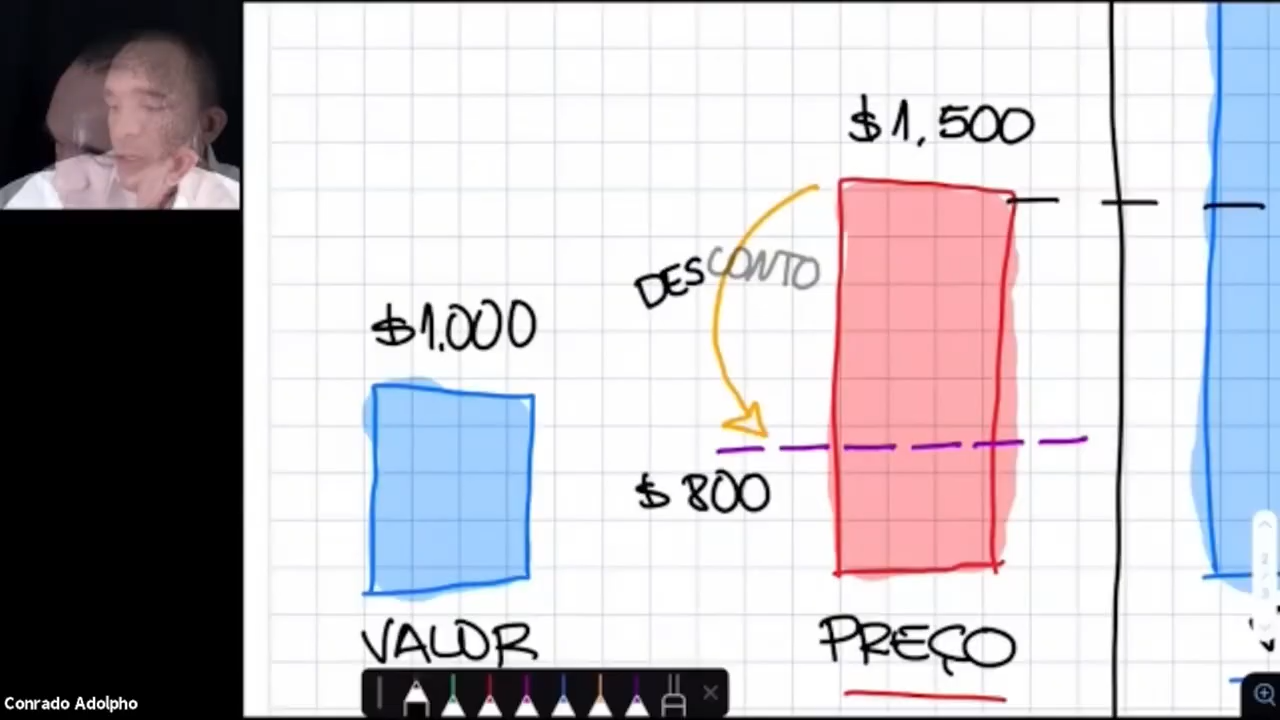 $1,500
DESCONTO
$1.000
$800
VALOR
PREÇO
Conrado Adolpho